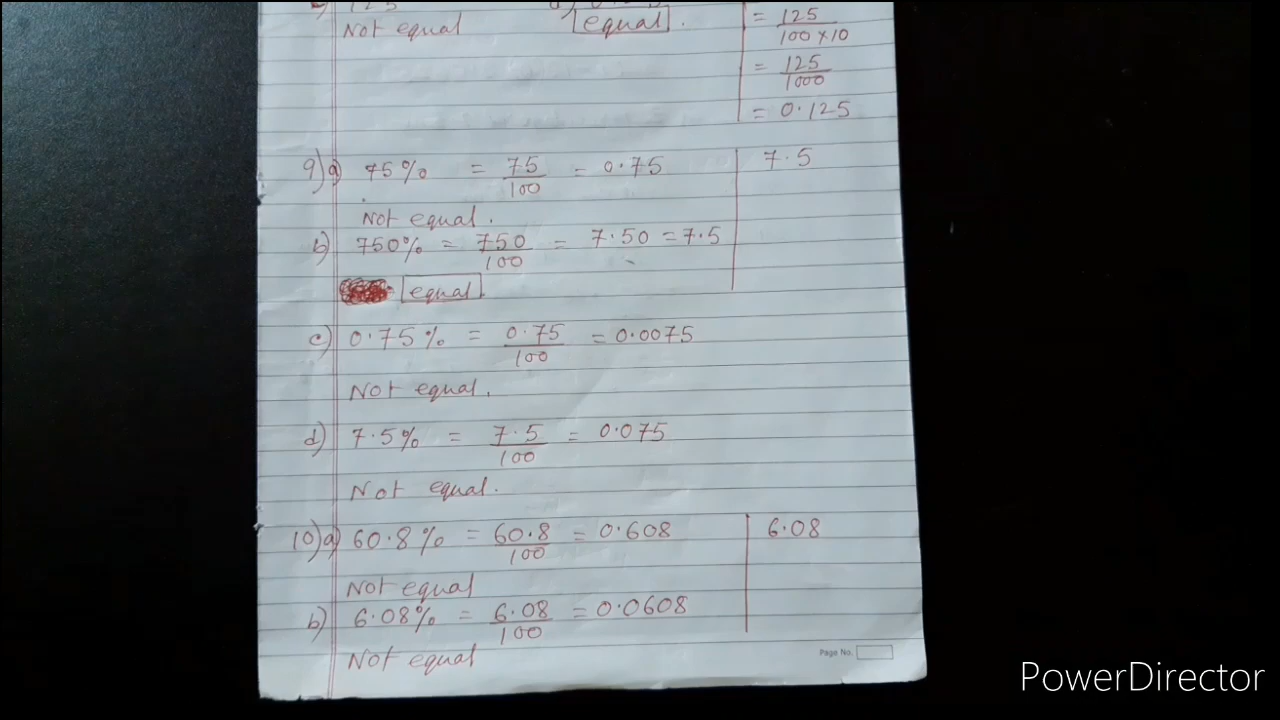 Not equal
equal.
= 125/100×10
= 125/1000
= 0.125
9) a) 75% = 75/100 = 0.75
7.5
Not equal.
b) 750% = 750/100 = 7.50 = 7.5
equal.
c) 0.75% = 0.75/100 = 0.0075
Not equal.
d) 7.5% = 7.5/100 = 0.075
Not equal.
10) a) 60.8% = 60.8/100 = 0.608
6.08
Not equal
b) 6.08% = 6.08/100 = 0.0608
Not equal
Page No.
PowerDirector